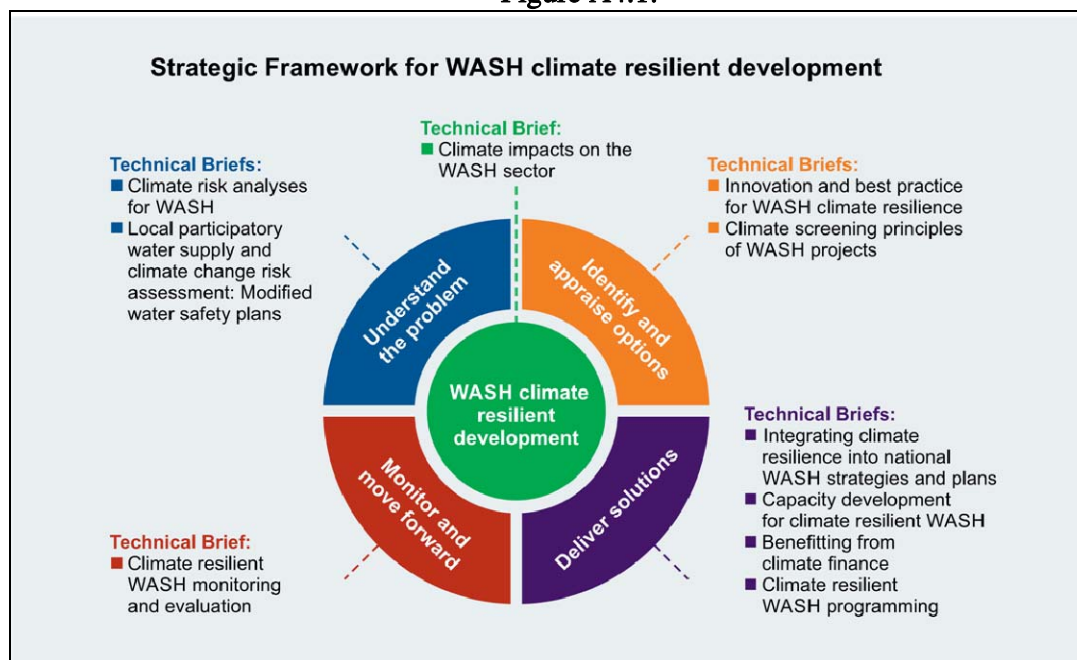 Figure A4.1.
Strategic Framework for WASH climate resilient development
Technical Brief:
Climate impacts on the
WASH sector
Technical Briefs:
Climate risk analyses
for WASH
Local participatory
water supply and
climate change risk
assessment: Modified
water safety plans
Technical Briefs:
Innovation and best practice
for WASH climate resilience
Climate screening principles
of WASH projects
Understand
the problem
Identify and
appraise options
WASH climate
resilient
development
Monitor and
move forward
Deliver solutions
Technical Brief:
Climate resilient
WASH monitoring
and evaluation
Technical Briefs:
Integrating climate
resilience into national
WASH strategies and plans
Capacity development
for climate resilient WASH
Benefitting from
climate finance
Climate resilient
WASH programming